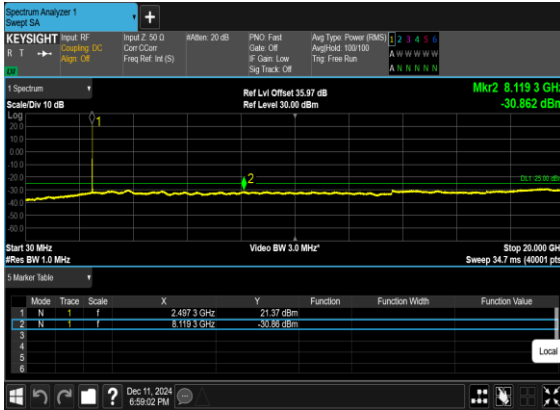 Spectrum Analyzer 1
Swept SA
+
KEYSIGHT Input: RF Input Z: 50 Ω #Atten: 20 dB PNO: Fast Avg Type: Power (RMS) 1 2 3 4 5 6
R T Coupling: DC Corr CCorr Gate: Off Avg|Hold: 100/100 A W W W W W
Align: Off Freq Ref: Int (S) IF Gain: Low Trig: Free Run
Sig Track: Off A N N N N N
1 Spectrum Ref Lvl Offset 35.97 dB Mkr2 8.119 3 GHz
Scale/Div 10 dB Ref Level 30.00 dBm -30.862 dBm
Log
20.0
10.0
0.00
-10.0
-20.0
-30.0
-40.0
-50.0
-60.0
1
2
DL1 -25.00 dBm
Start 30 MHz Video BW 3.0 MHz* Stop 20.000 GH
#Res BW 1.0 MHz Sweep 34.7 ms (40001 pts
5 Marker Table
Mode Trace Scale X Y Function Function Width Function Value
1 N 1 f 2.497 3 GHz 21.37 dBm
2 N 1 f 8.119 3 GHz -30.86 dBm
3
4
5
6
Local
? Dec 11, 2024
6:59:02 PM